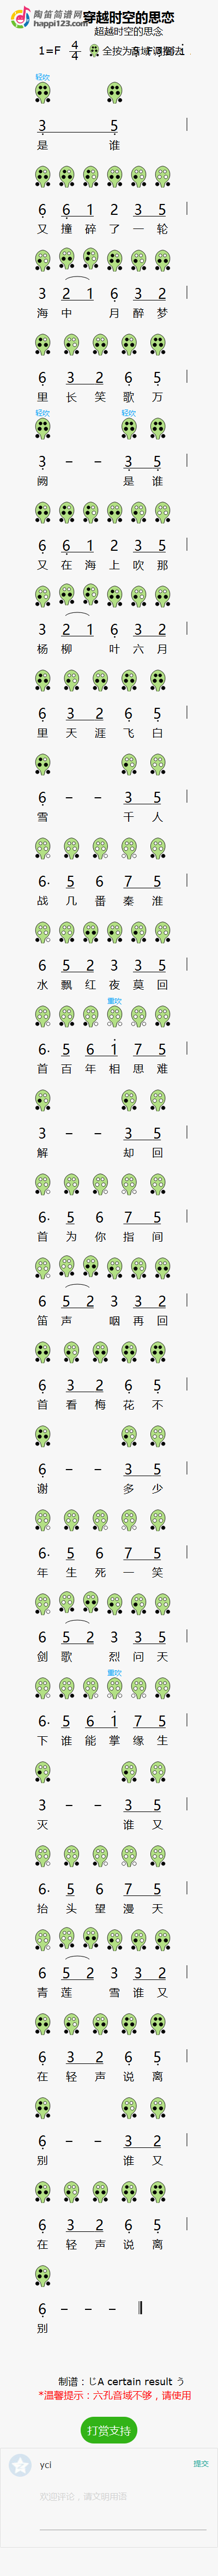 陶笛简谱网
happi123.com
穿越时空的思恋
超越时空的思念
1=F 4/4
轻吹
3 5
是 谁
6 6 1 2 3 5
又 撞 碎 了 一 轮
3 2 1 6 3 2
海 中 月 醉 梦
6 3 2 6 5
里 长 笑 歌 万
轻吹 轻吹
3 - - 3 5
阙 是 谁
6 6 1 2 3 5
又 在 海 上 吹 那
3 2 1 6 3 2
杨 柳 叶 六 月
6 3 2 6 5
里 天 涯 飞 白
6 - - 3 5
雪 千 人
6. 5 6 7 5
战 几 番 秦 淮
6 5 2 3 3 5
水 飘 红 夜 莫 回
重吹
6. 5 6 1 7 5
首 百 年 相 思 难
3 - - 3 5
解 却 回
6. 5 6 7 5
首 为 你 指 间
6 5 2 3 3 2
笛 声 咽 再 回
6 3 2 6 5
首 看 梅 花 不
6 - - 3 5
谢 多 少
6. 5 6 7 5
年 生 死 一 笑
6 5 2 3 3 5
剑 歌 烈 问 天
重吹
6. 5 6 1 7 5
下 谁 能 掌 缘 生
3 - - 3 5
灭 谁 又
6. 5 6 7 5
抬 头 望 漫 天
6 5 2 3 3 2
青 莲 雪 谁 又
6 3 2 6 5
在 轻 声 说 离
6 - - 3 2
别 谁 又
6 3 2 6 5
在 轻 声 说 离
6 - - -
别
制谱：じA certain result う
*温馨提示：六孔音域不够，请使用
打赏支持
yci 提交
欢迎评论，请文明用语